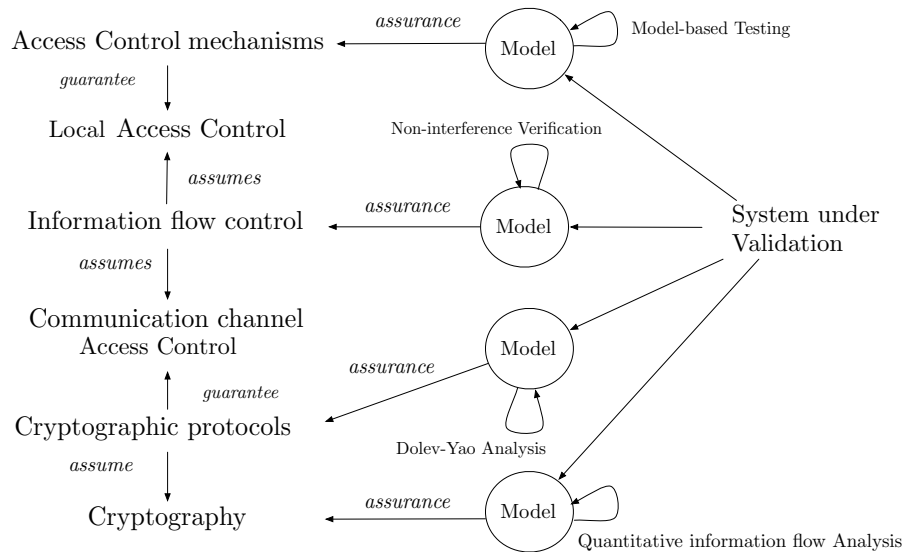 assurance
Access Control mechanisms
Model
Model-based Testing
guarantee
Local Access Control
Non-interference Verification
assumes
assurance
Information flow control
Model
System under
Validation
assumes
Communication channel
Access Control
Model
assurance
guarantee
Cryptographic protocols
Dolev-Yao Analysis
assume
assurance
Cryptography
Model
Quantitative information flow Analysis